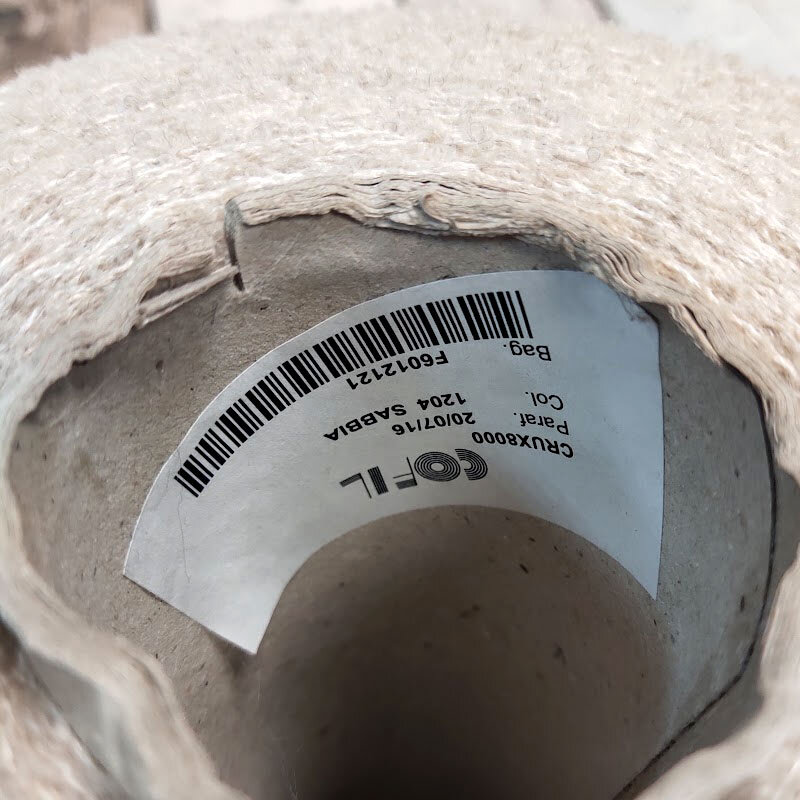 COFIL
CRUX8000
Paraf. 20/07/16
Col. 1204 SABBIA
Bag. F6012121